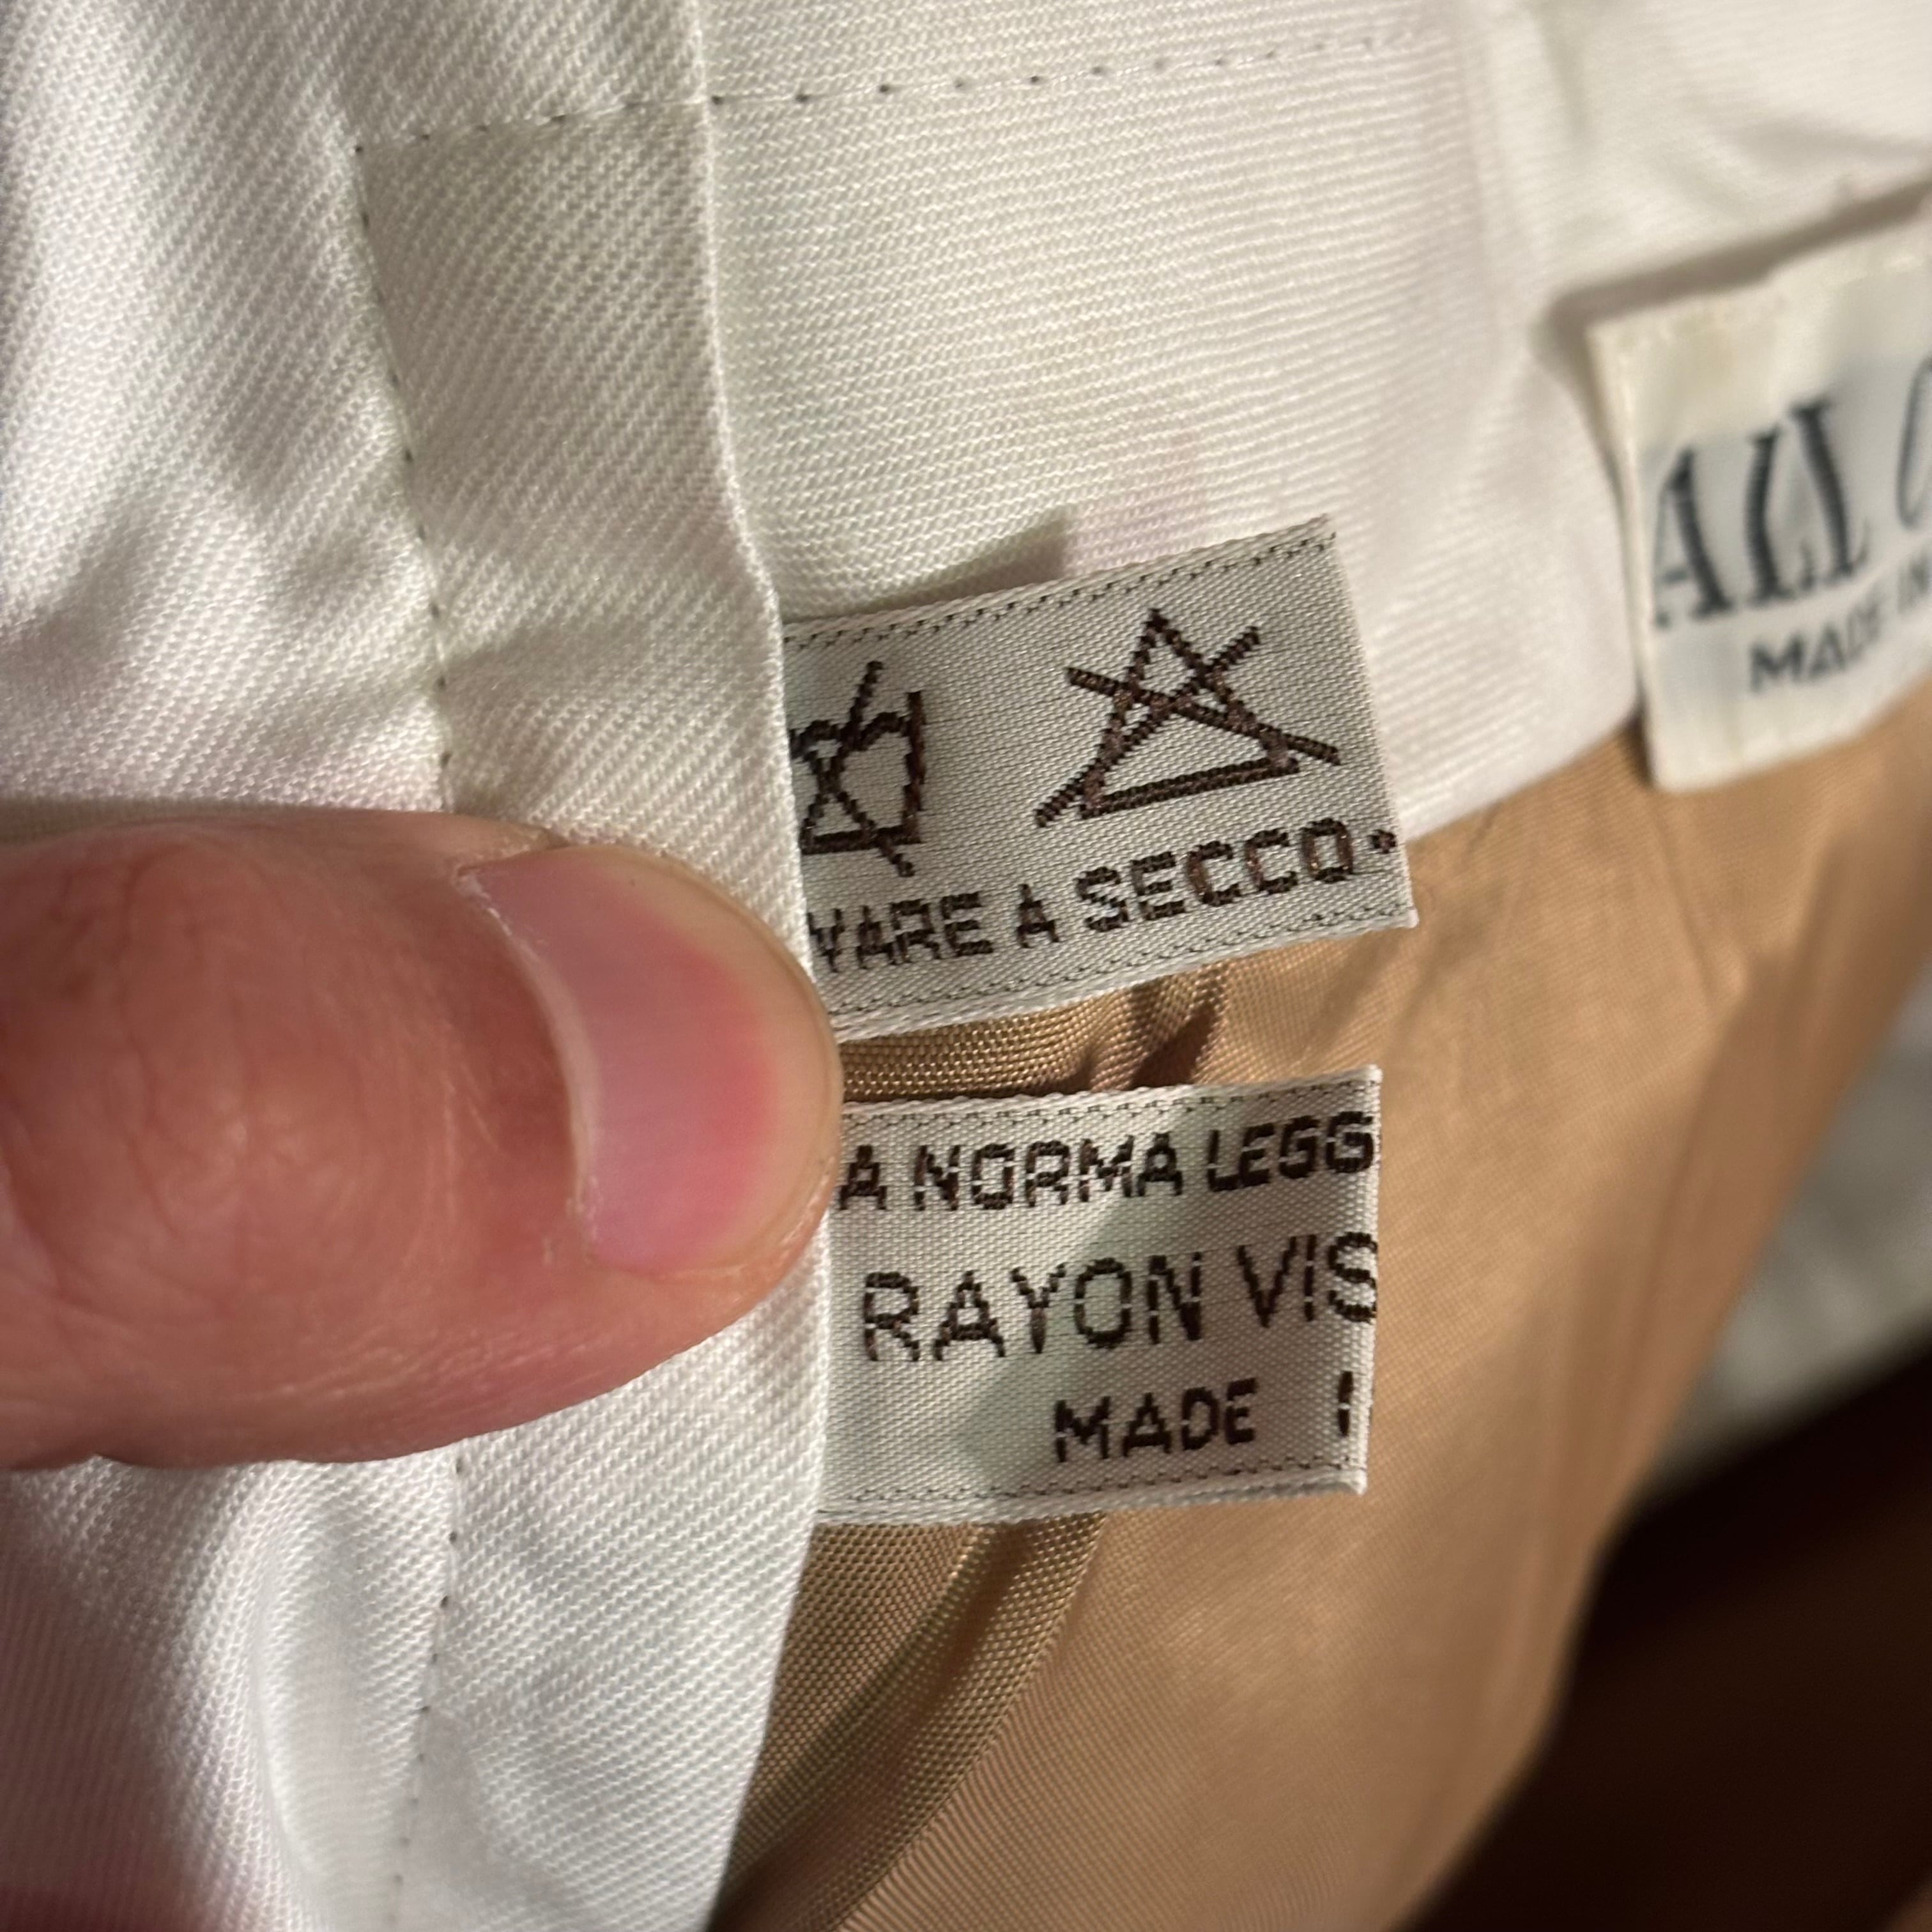 VARE A SECCO •
A NORMA LEGG
RAYON VIS
MADE I
ALL
MADE IN